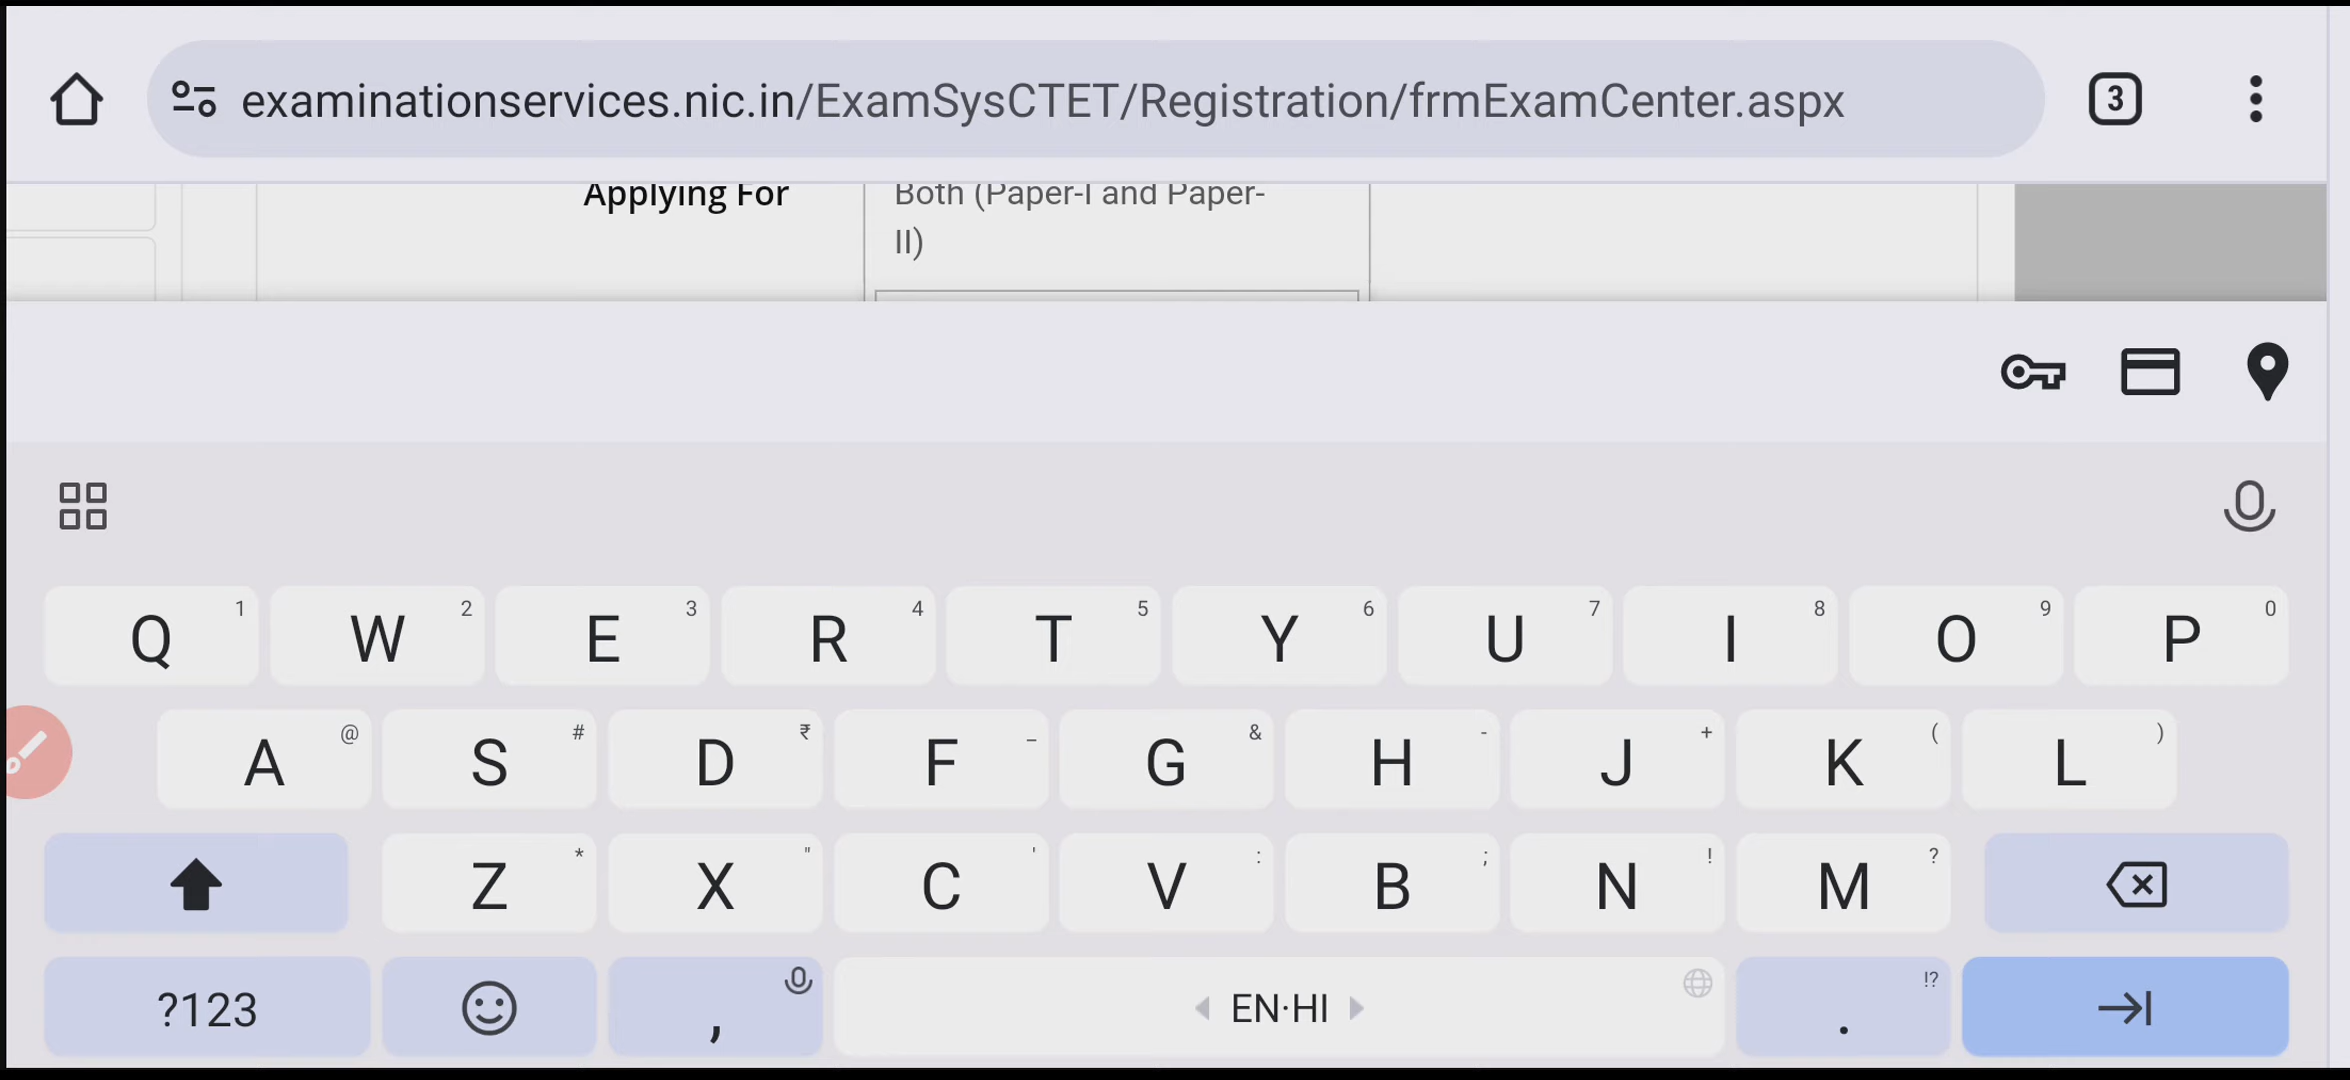 examinationservices.nic.in/ExamSysCTET/Registration/frmExamCenter.aspx
3
Applying For
Both (Paper-I and Paper-
II)
Q 1 W 2 E 3 R 4 T 5 Y 6 U 7 I 8 O 9 P 0
A @ S # D ₹ F _ G & H - J + K ( L )
Z * X " C ' V : B ; N ! M ?
?123 , EN·HI . !?